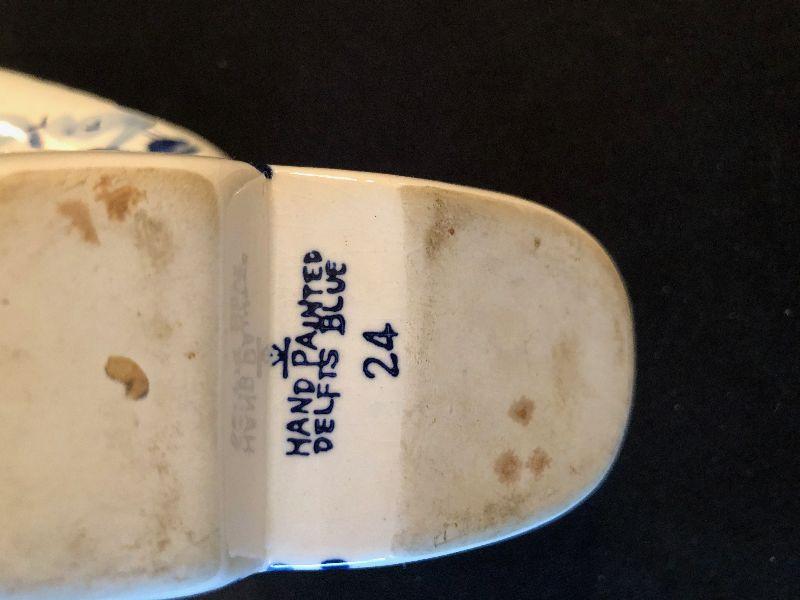 HAND PAINTED
DELFTS BLUE
24